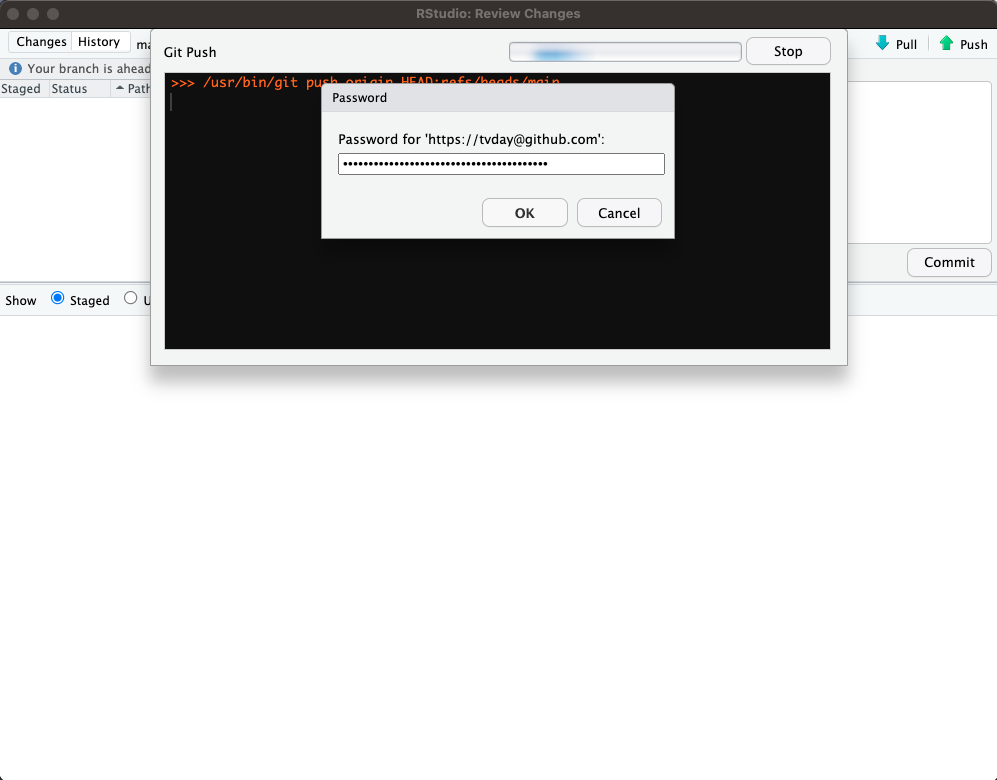 RStudio: Review Changes
Changes History
Git Push Stop
Pull Push
Your branch is ahead
Staged Status Path
>>> /usr/bin/git push origin HEAD:refs/heads/main
Password
Password for 'https://tvday@github.com':
••••••••••••••••••••••••••••••••••••••••
OK Cancel
Commit
Show Staged